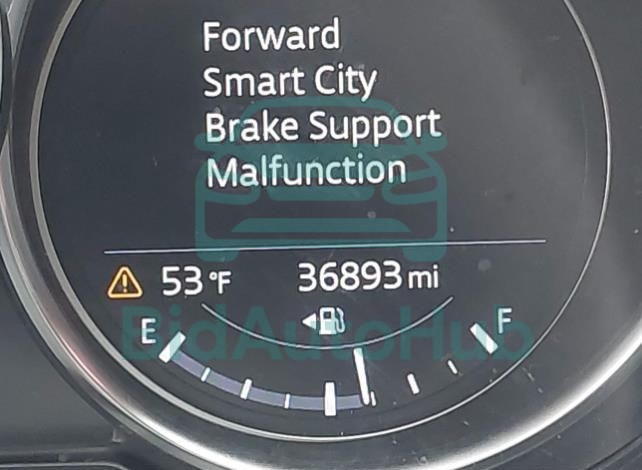 Forward
Smart City
Brake Support
Malfunction
53 °F 36893 mi
E F
BidAutoHub